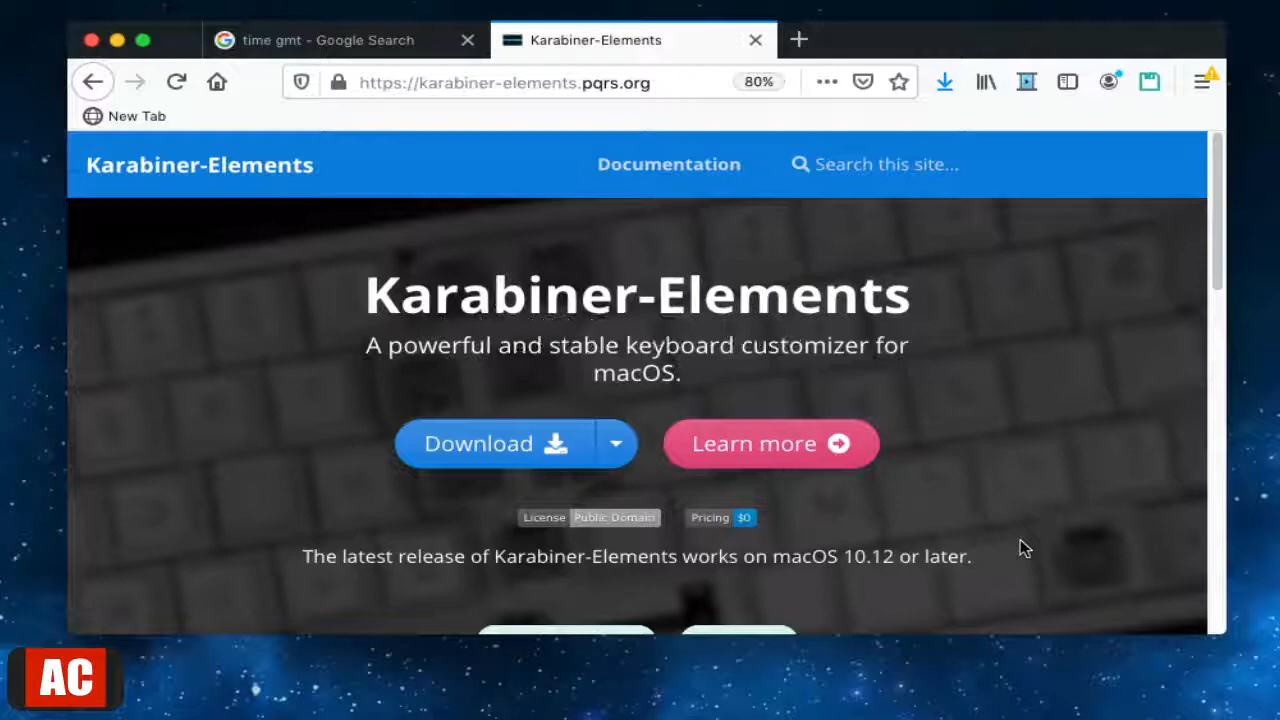 time gmt - Google Search
Karabiner-Elements
https://karabiner-elements.pqrs.org
80%
New Tab
Karabiner-Elements
Documentation
Search this site...
Karabiner-Elements
A powerful and stable keyboard customizer for
macOS.
Download
Learn more
License Public Domain
Pricing $0
The latest release of Karabiner-Elements works on macOS 10.12 or later.
AC